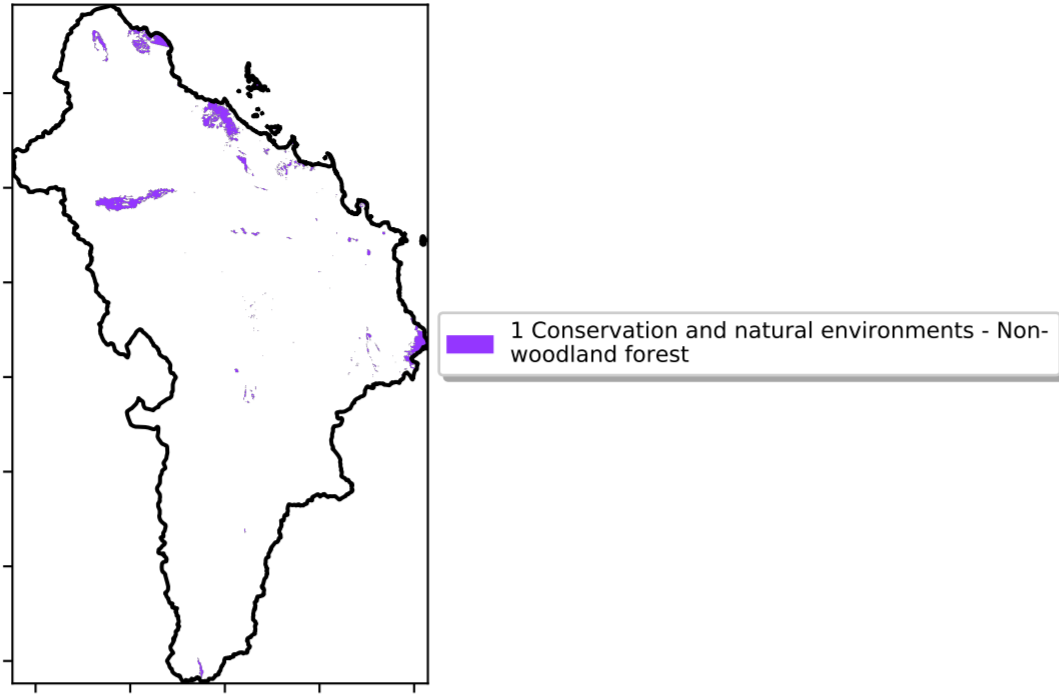 1 Conservation and natural environments - Non-
woodland forest